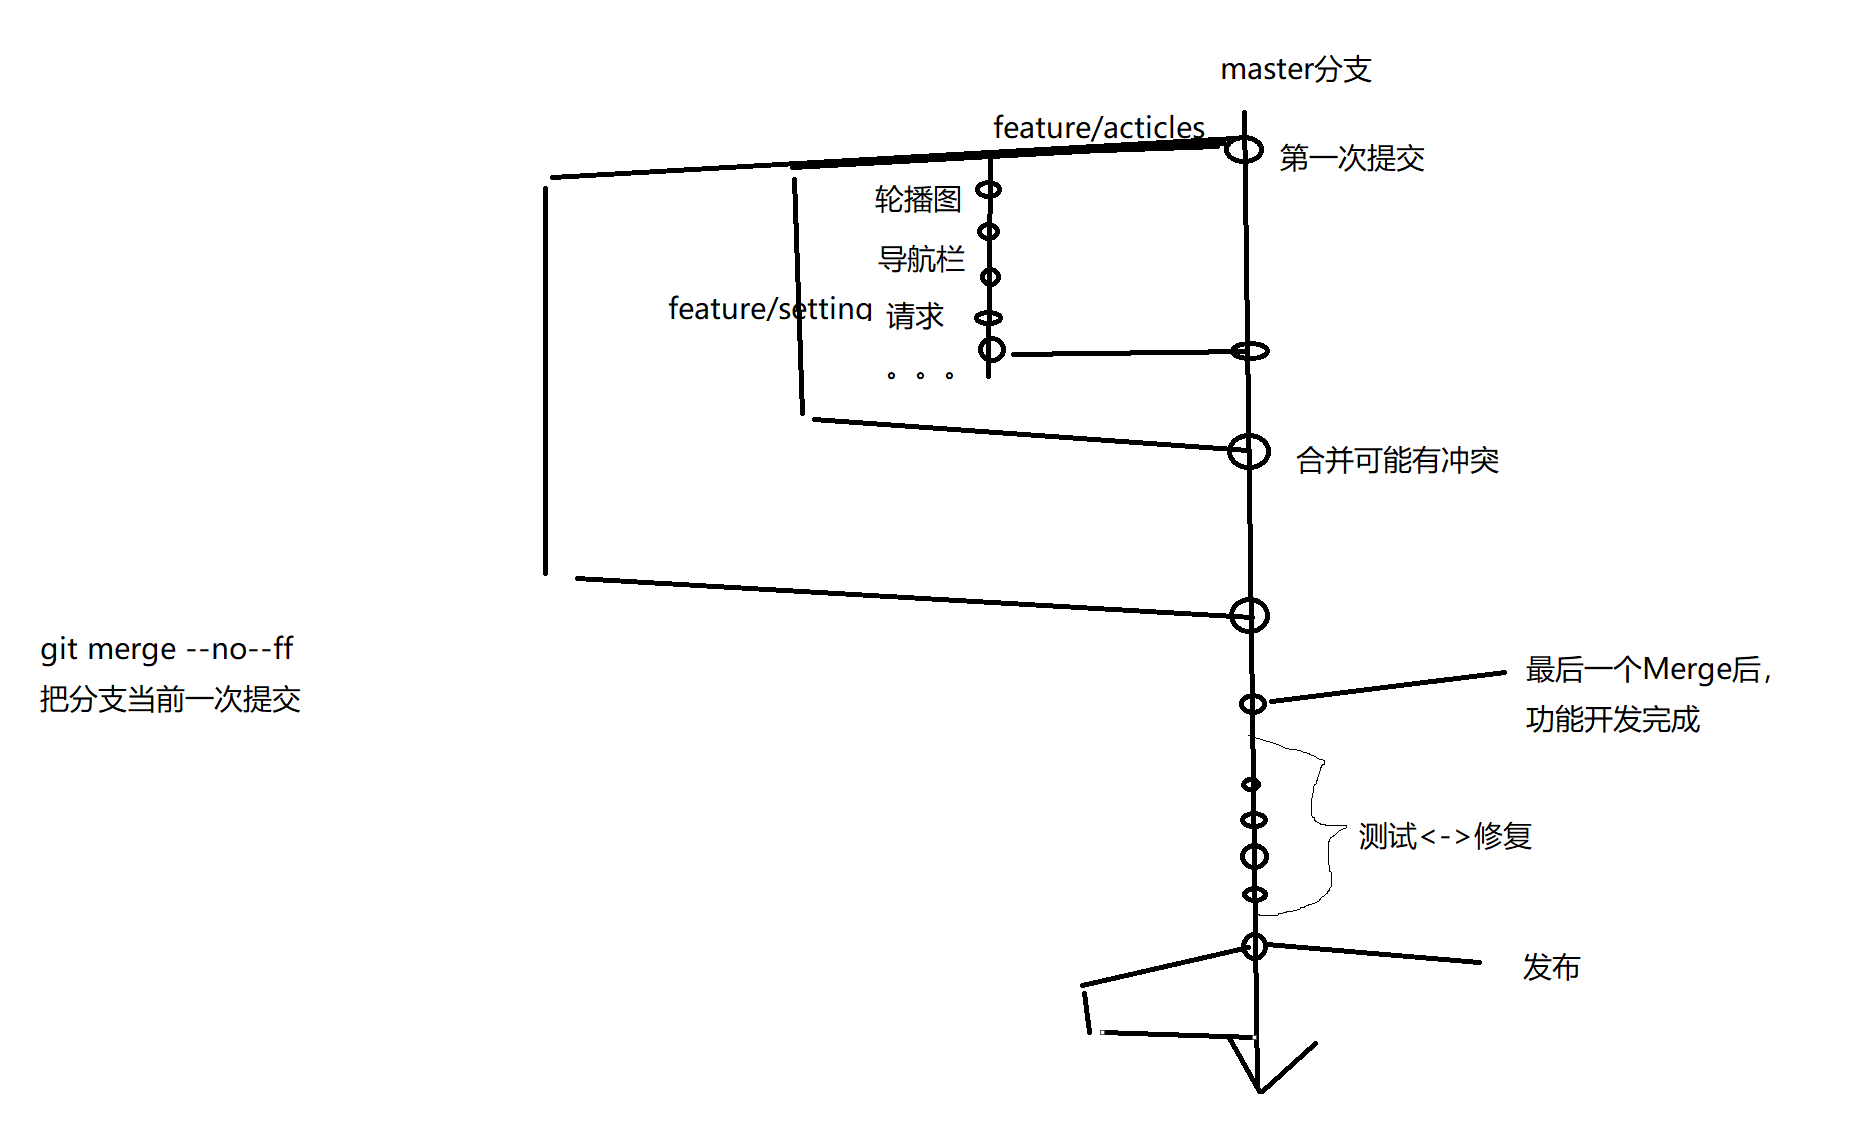 master分支
feature/acticles
第一次提交
轮播图
导航栏
feature/setting
请求
。。。
合并可能有冲突
git merge --no--ff
把分支当前一次提交
最后一个Merge后，
功能开发完成
测试<->修复
发布